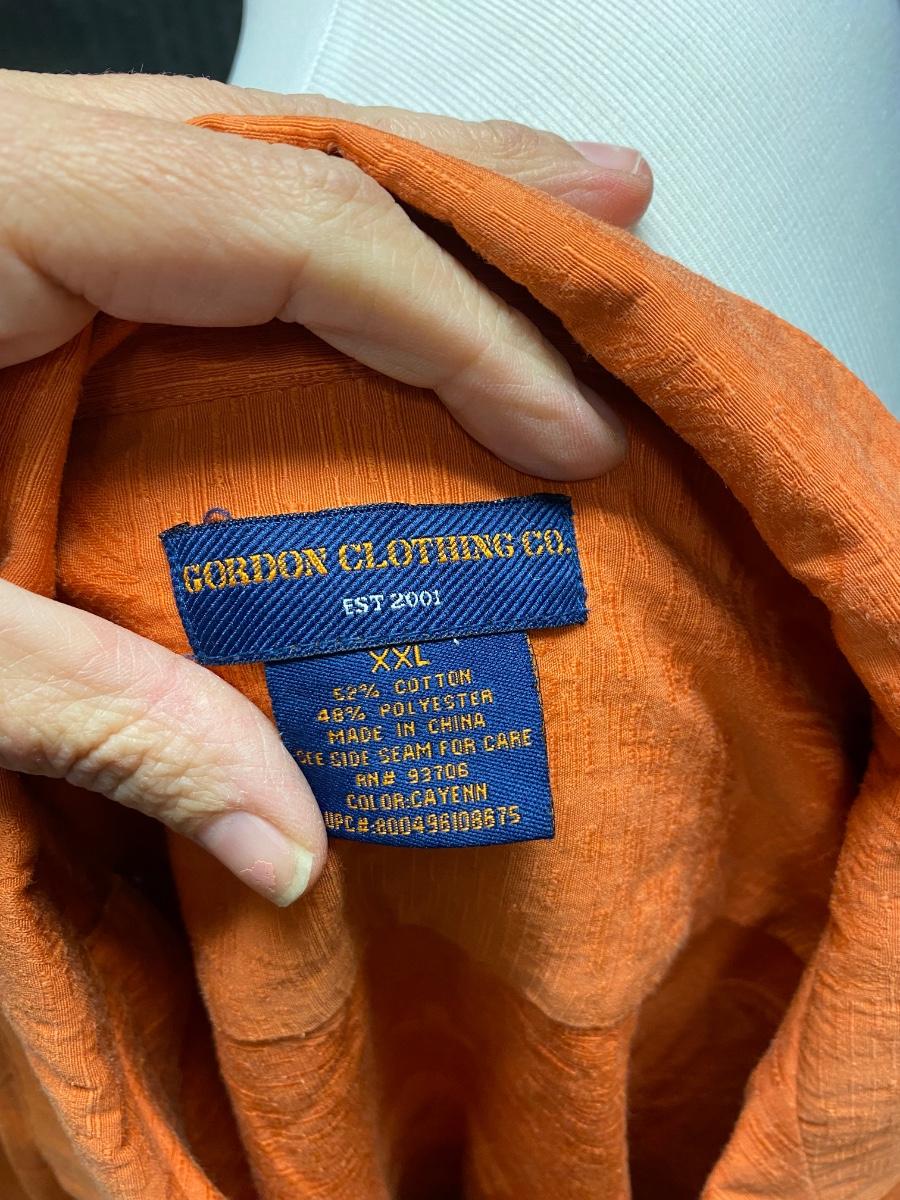 GORDON CLOTHING CO.
EST 2001
XXL
52% COTTON
48% POLYESTER
MADE IN CHINA
SEE SIDE SEAM FOR CARE
RN# 93706
COLOR:CAYENN
UPC#:800496108675